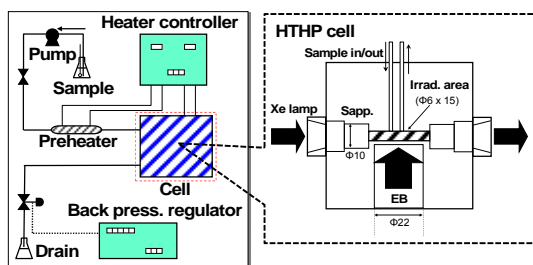 Heater controller
Pump
Sample
Preheater
Cell
Back press. regulator
Drain
HTHP cell
Sample in/out
Irrad. area
(Φ6 x 15)
Xe lamp
Sapp.
Φ10
EB
Φ22